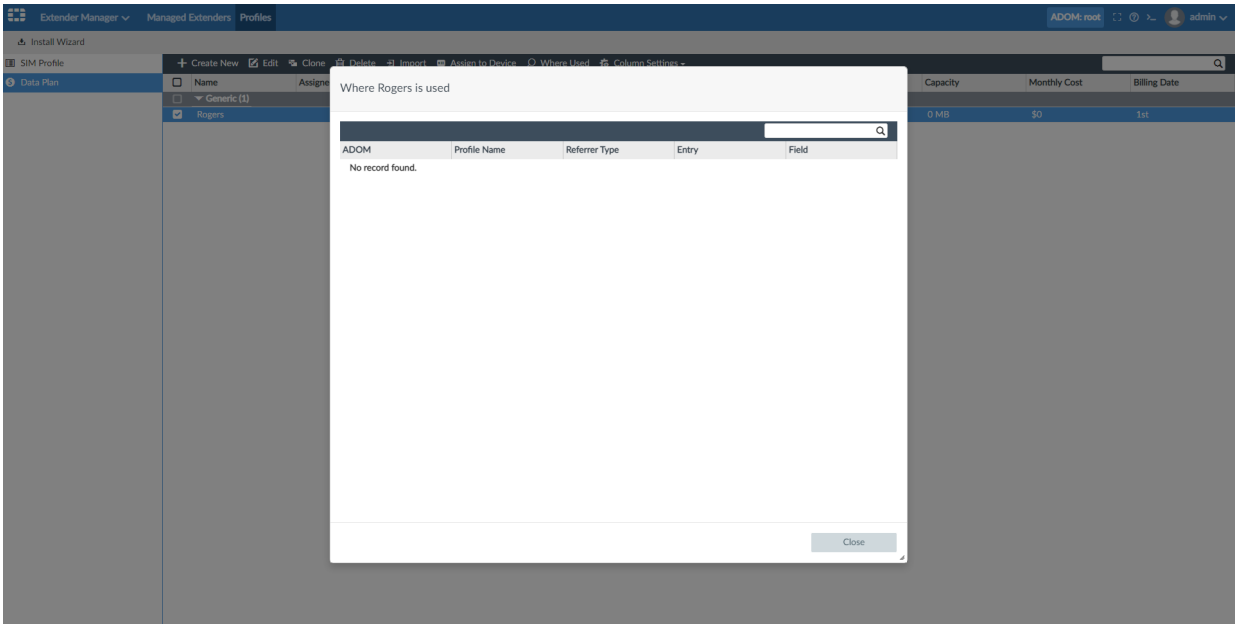 Extender Manager Managed Extenders Profiles ADOM: root admin
Install Wizard
SIM Profile
Data Plan
Create New Edit Clone Delete Import Assign to Device Where Used Column Settings
Name Assigne Capacity Monthly Cost Billing Date
Generic (1)
Rogers 0 MB $0 1st
Where Rogers is used
ADOM Profile Name Referrer Type Entry Field
No record found.
Close